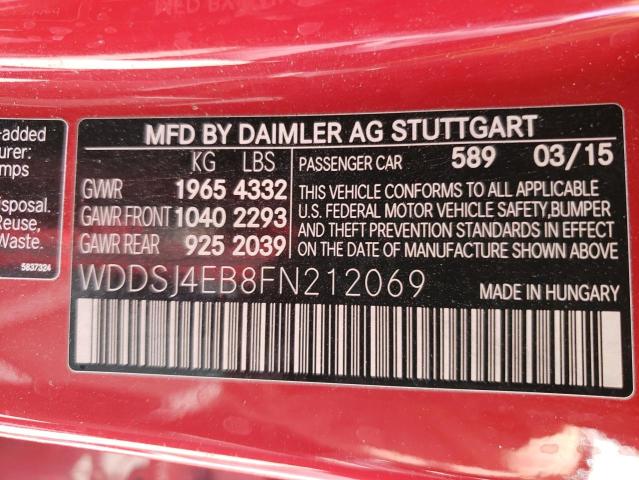 -added
urer:
mps
isposal.
Reuse,
Waste.
5837324
MFD BY DAIMLER AG STUTTGART
KG LBS
GVWR 1965 4332
GAWR FRONT 1040 2293
GAWR REAR 925 2039
PASSENGER CAR 589 03/15
THIS VEHICLE CONFORMS TO ALL APPLICABLE
U.S. FEDERAL MOTOR VEHICLE SAFETY, BUMPER
AND THEFT PREVENTION STANDARDS IN EFFECT
ON THE DATE OF MANUFACTURE SHOWN ABOVE.
WDDSJ4EB8FN212069
MADE IN HUNGARY